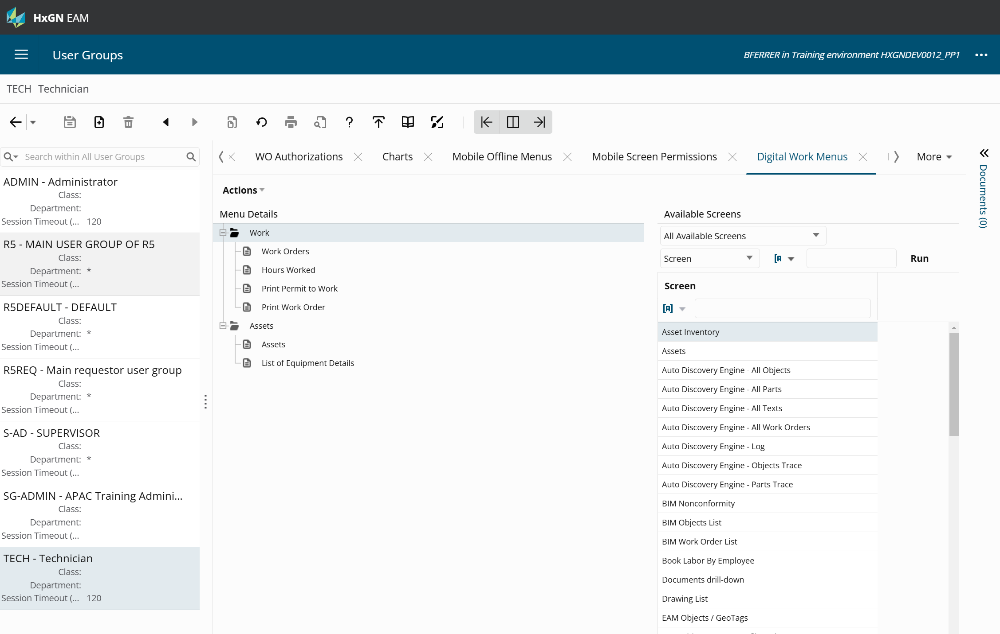 HxGN EAM
User Groups
BFERRER in Training environment HXGNDEV0012_PP1
TECH Technician
Search within All User Groups
ADMIN - Administrator
Class:
Department:
Session Timeout (... 120
R5 - MAIN USER GROUP OF R5
Class:
Department: *
Session Timeout (...
R5DEFAULT - DEFAULT
Class:
Department: *
Session Timeout (...
R5REQ - Main requestor user group
Class:
Department: *
Session Timeout (...
S-AD - SUPERVISOR
Class:
Department: *
Session Timeout (...
SG-ADMIN - APAC Training Admini...
Class:
Department:
Session Timeout (...
TECH - Technician
Class:
Department:
Session Timeout (... 120
WO Authorizations
Charts
Mobile Offline Menus
Mobile Screen Permissions
Digital Work Menus
More
Actions
Menu Details
Work
Work Orders
Hours Worked
Print Permit to Work
Print Work Order
Assets
Assets
List of Equipment Details
Available Screens
All Available Screens
Screen
Run
Screen
Asset Inventory
Assets
Auto Discovery Engine - All Objects
Auto Discovery Engine - All Parts
Auto Discovery Engine - All Texts
Auto Discovery Engine - All Work Orders
Auto Discovery Engine - Log
Auto Discovery Engine - Objects Trace
Auto Discovery Engine - Parts Trace
BIM Nonconformity
BIM Objects List
BIM Work Order List
Book Labor By Employee
Documents drill-down
Drawing List
EAM Objects / GeoTags
Documents (0)